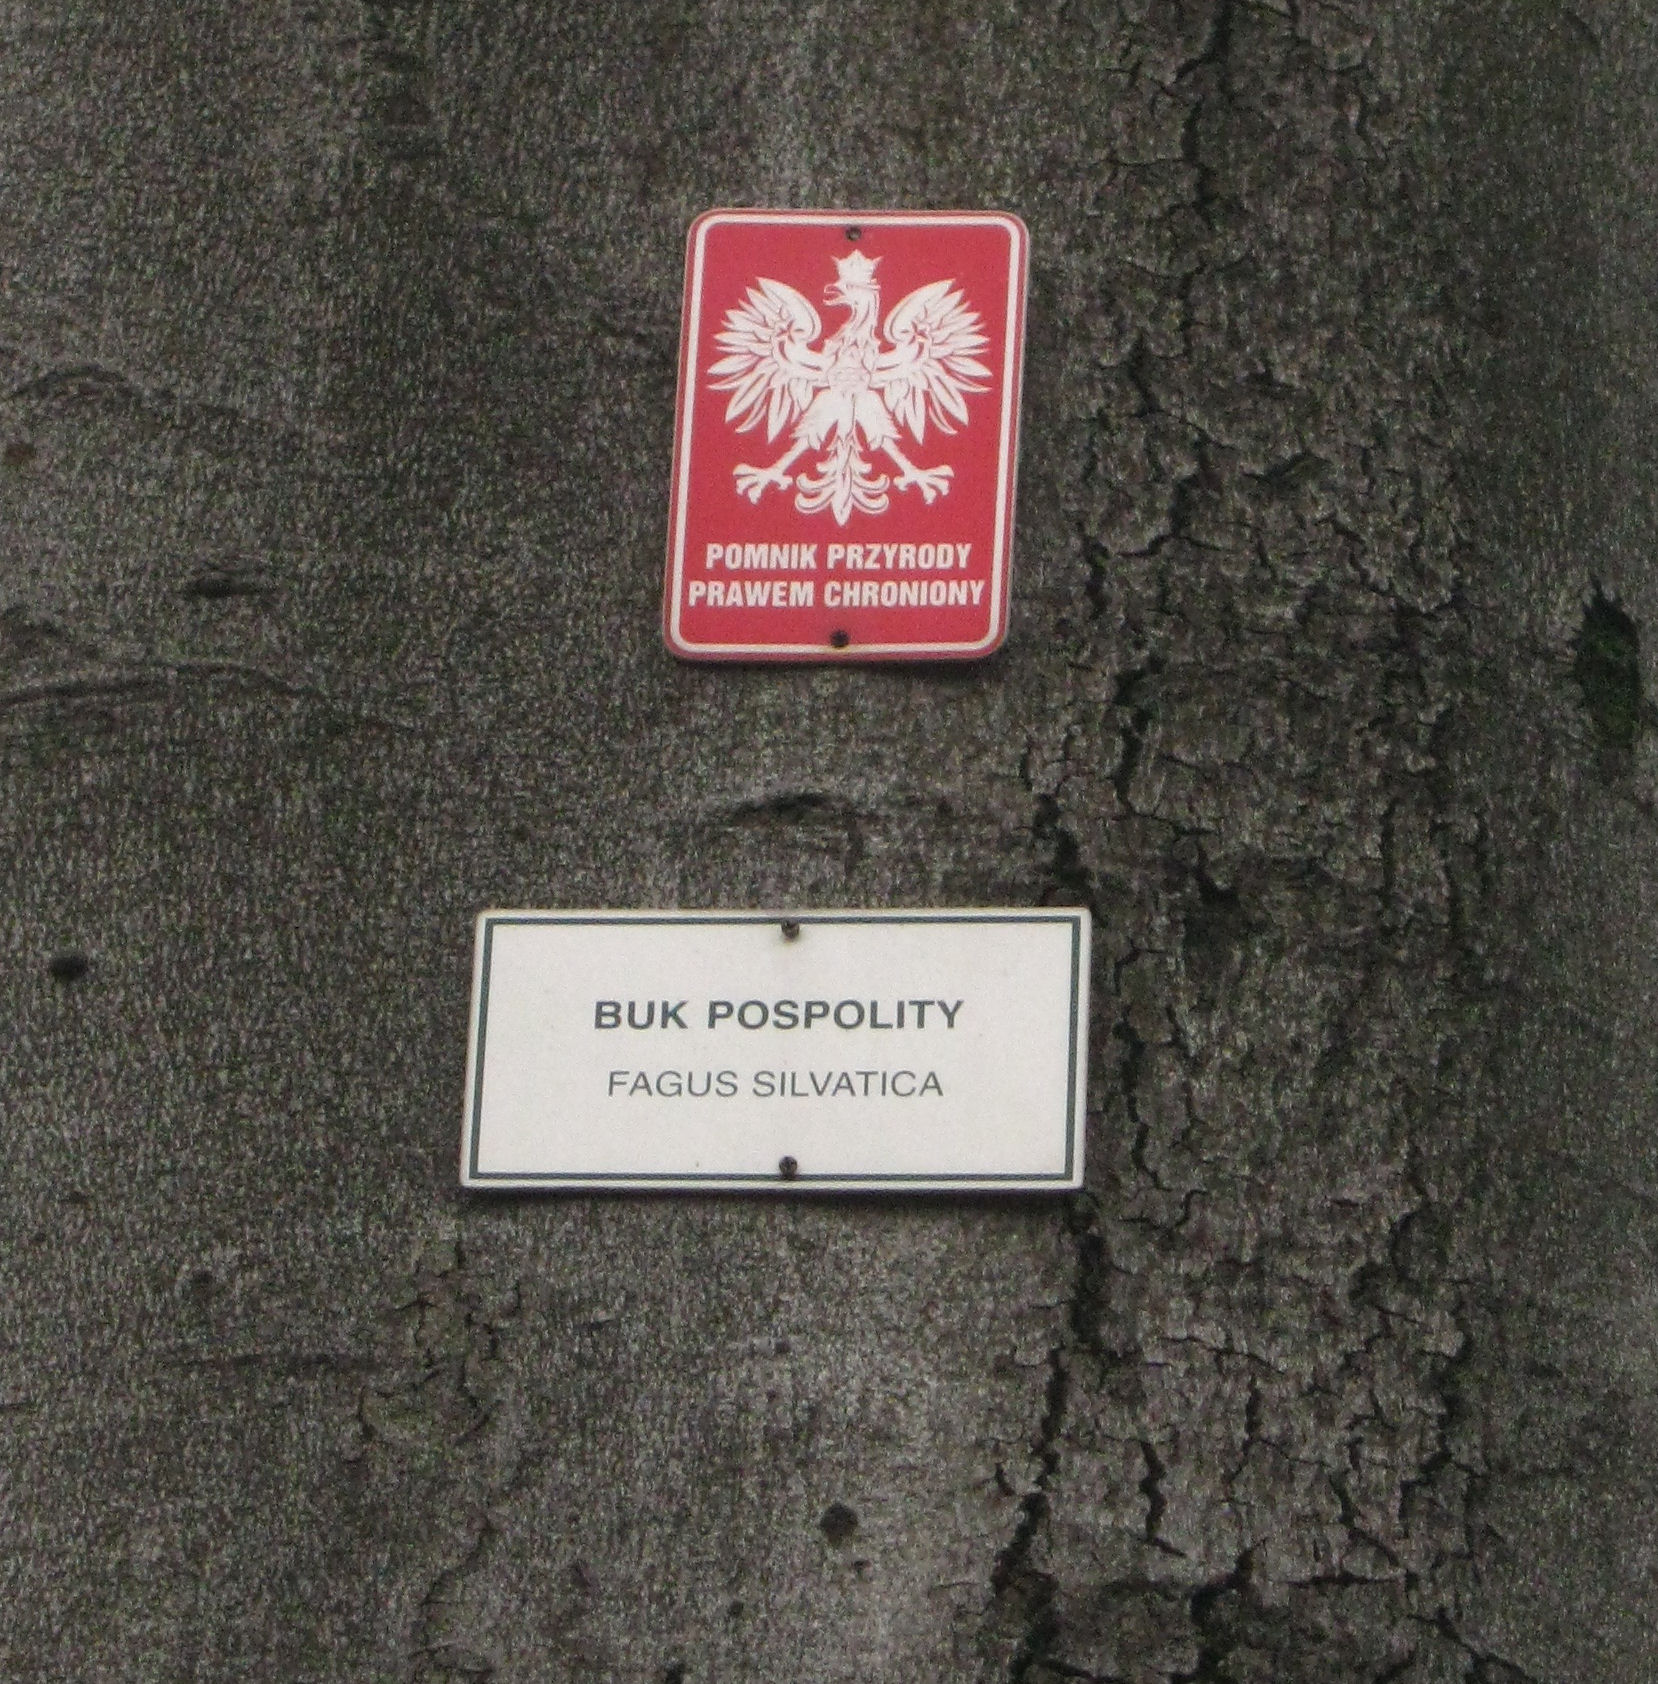 POMNIK PRZYRODY
PRAWEM CHRONIONY
BUK POSPOLITY
FAGUS SILVATICA